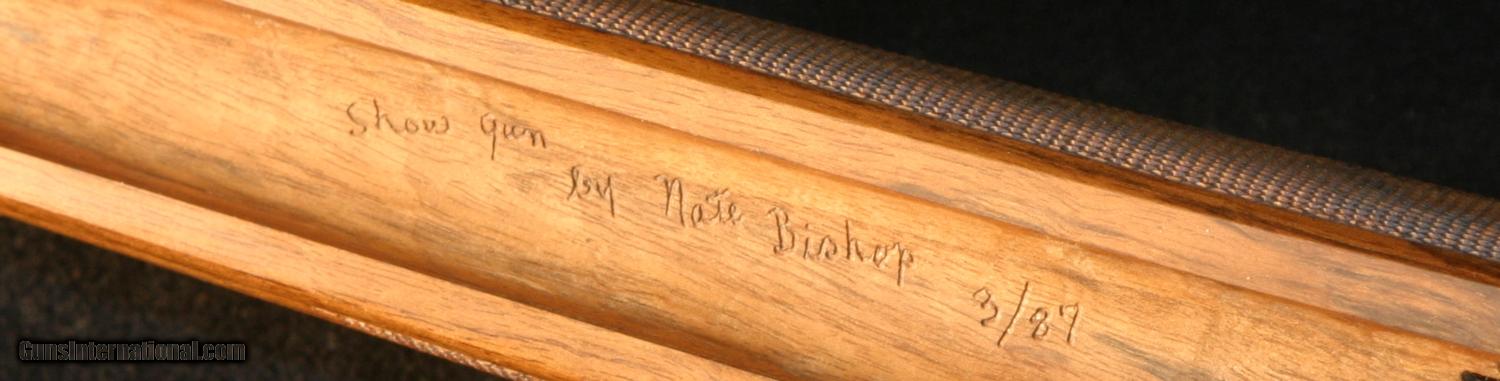 Show gun
by Nate Bishop
3/87
GunsInternational.com